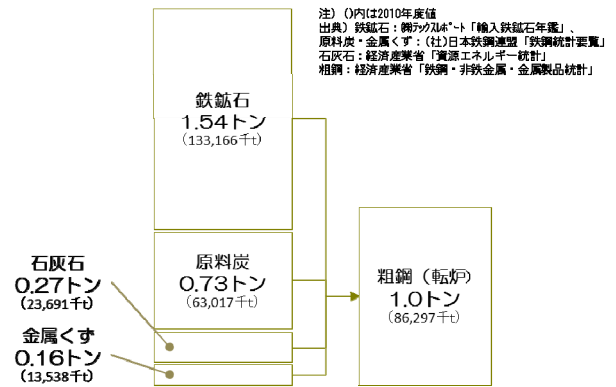 注）()内は2010年度値
出典）鉄鉱石：㈱テックスレポート「輸入鉄鉱石年鑑」、
原料炭・金属くず：(社)日本鉄鋼連盟「鉄鋼統計要覧」
石灰石：経済産業省「資源エネルギー統計」
粗鋼：経済産業省「鉄鋼・非鉄金属・金属製品統計」
鉄鉱石
1.54トン
(133,166千t)
原料炭
0.73トン
(63,017千t)
石灰石
0.27トン
(23,691千t)
金属くず
0.16トン
(13,538千t)
粗鋼（転炉）
1.0トン
(86,297千t)